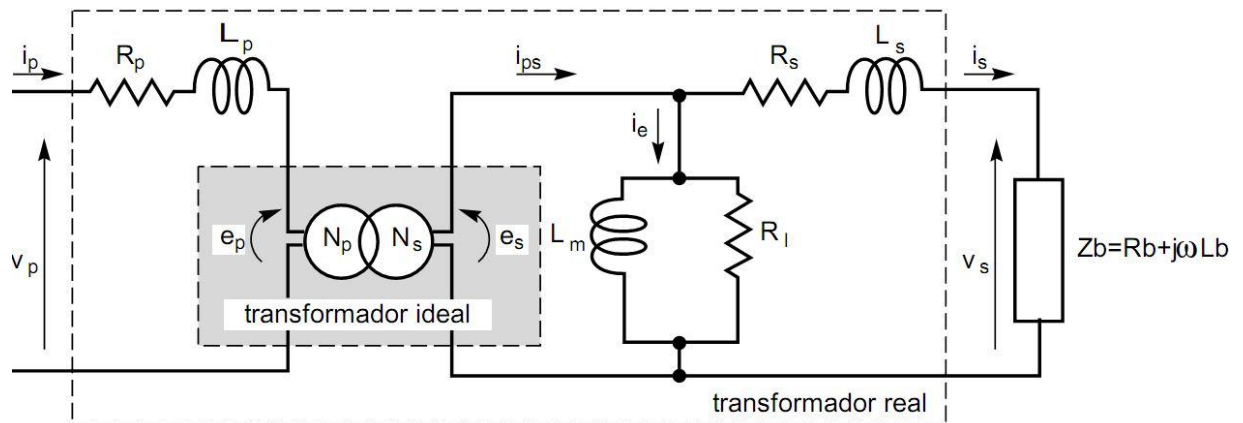 i_p
R_p
L_p
i_ps
R_s
L_s
i_s
i_e
e_p
N_p
N_s
e_s
L_m
R_l
v_p
v_s
Zb=Rb+jωLb
transformador ideal
transformador real